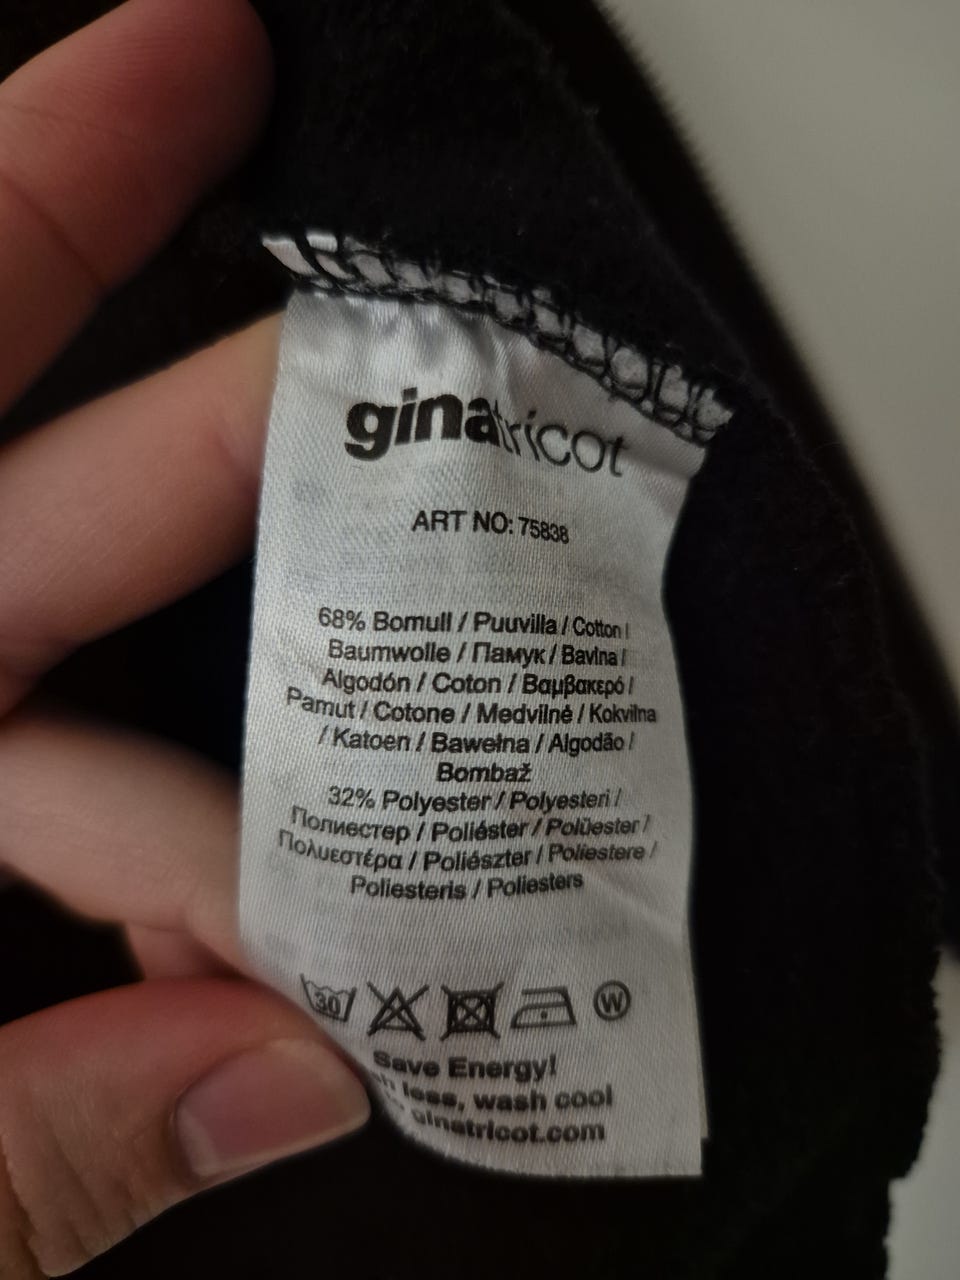 ginatricot
ART NO: 75838
68% Bomull / Puuvilla / Cotton /
Baumwolle / Памук / Bavlna /
Algodón / Coton / Βαμβακερό /
Pamut / Cotone / Medvilnė / Kokvilna
/ Katoen / Bawełna / Algodão /
Bombaž
32% Polyester / Polyesteri /
Полиестер / Poliéster / Polüester /
Πολυεστέρα / Poliészter / Poliestere /
Poliesteris / Poliesters
30 W
Save Energy!
less, wash cool
ginatricot.com